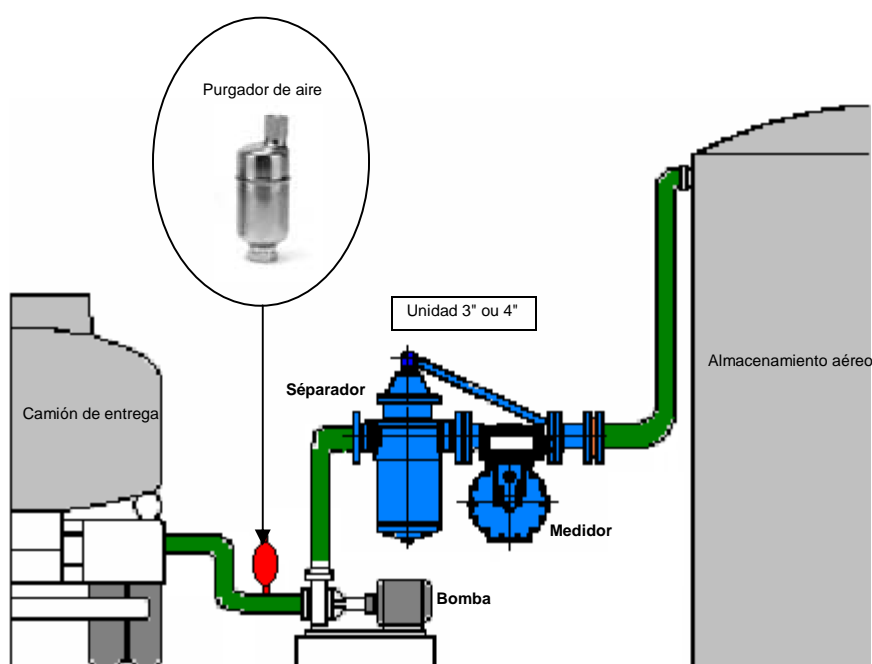 Purgador de aire
Unidad 3" ou 4"
Séparador
Almacenamiento aéreo
Camión de entrega
Medidor
Bomba